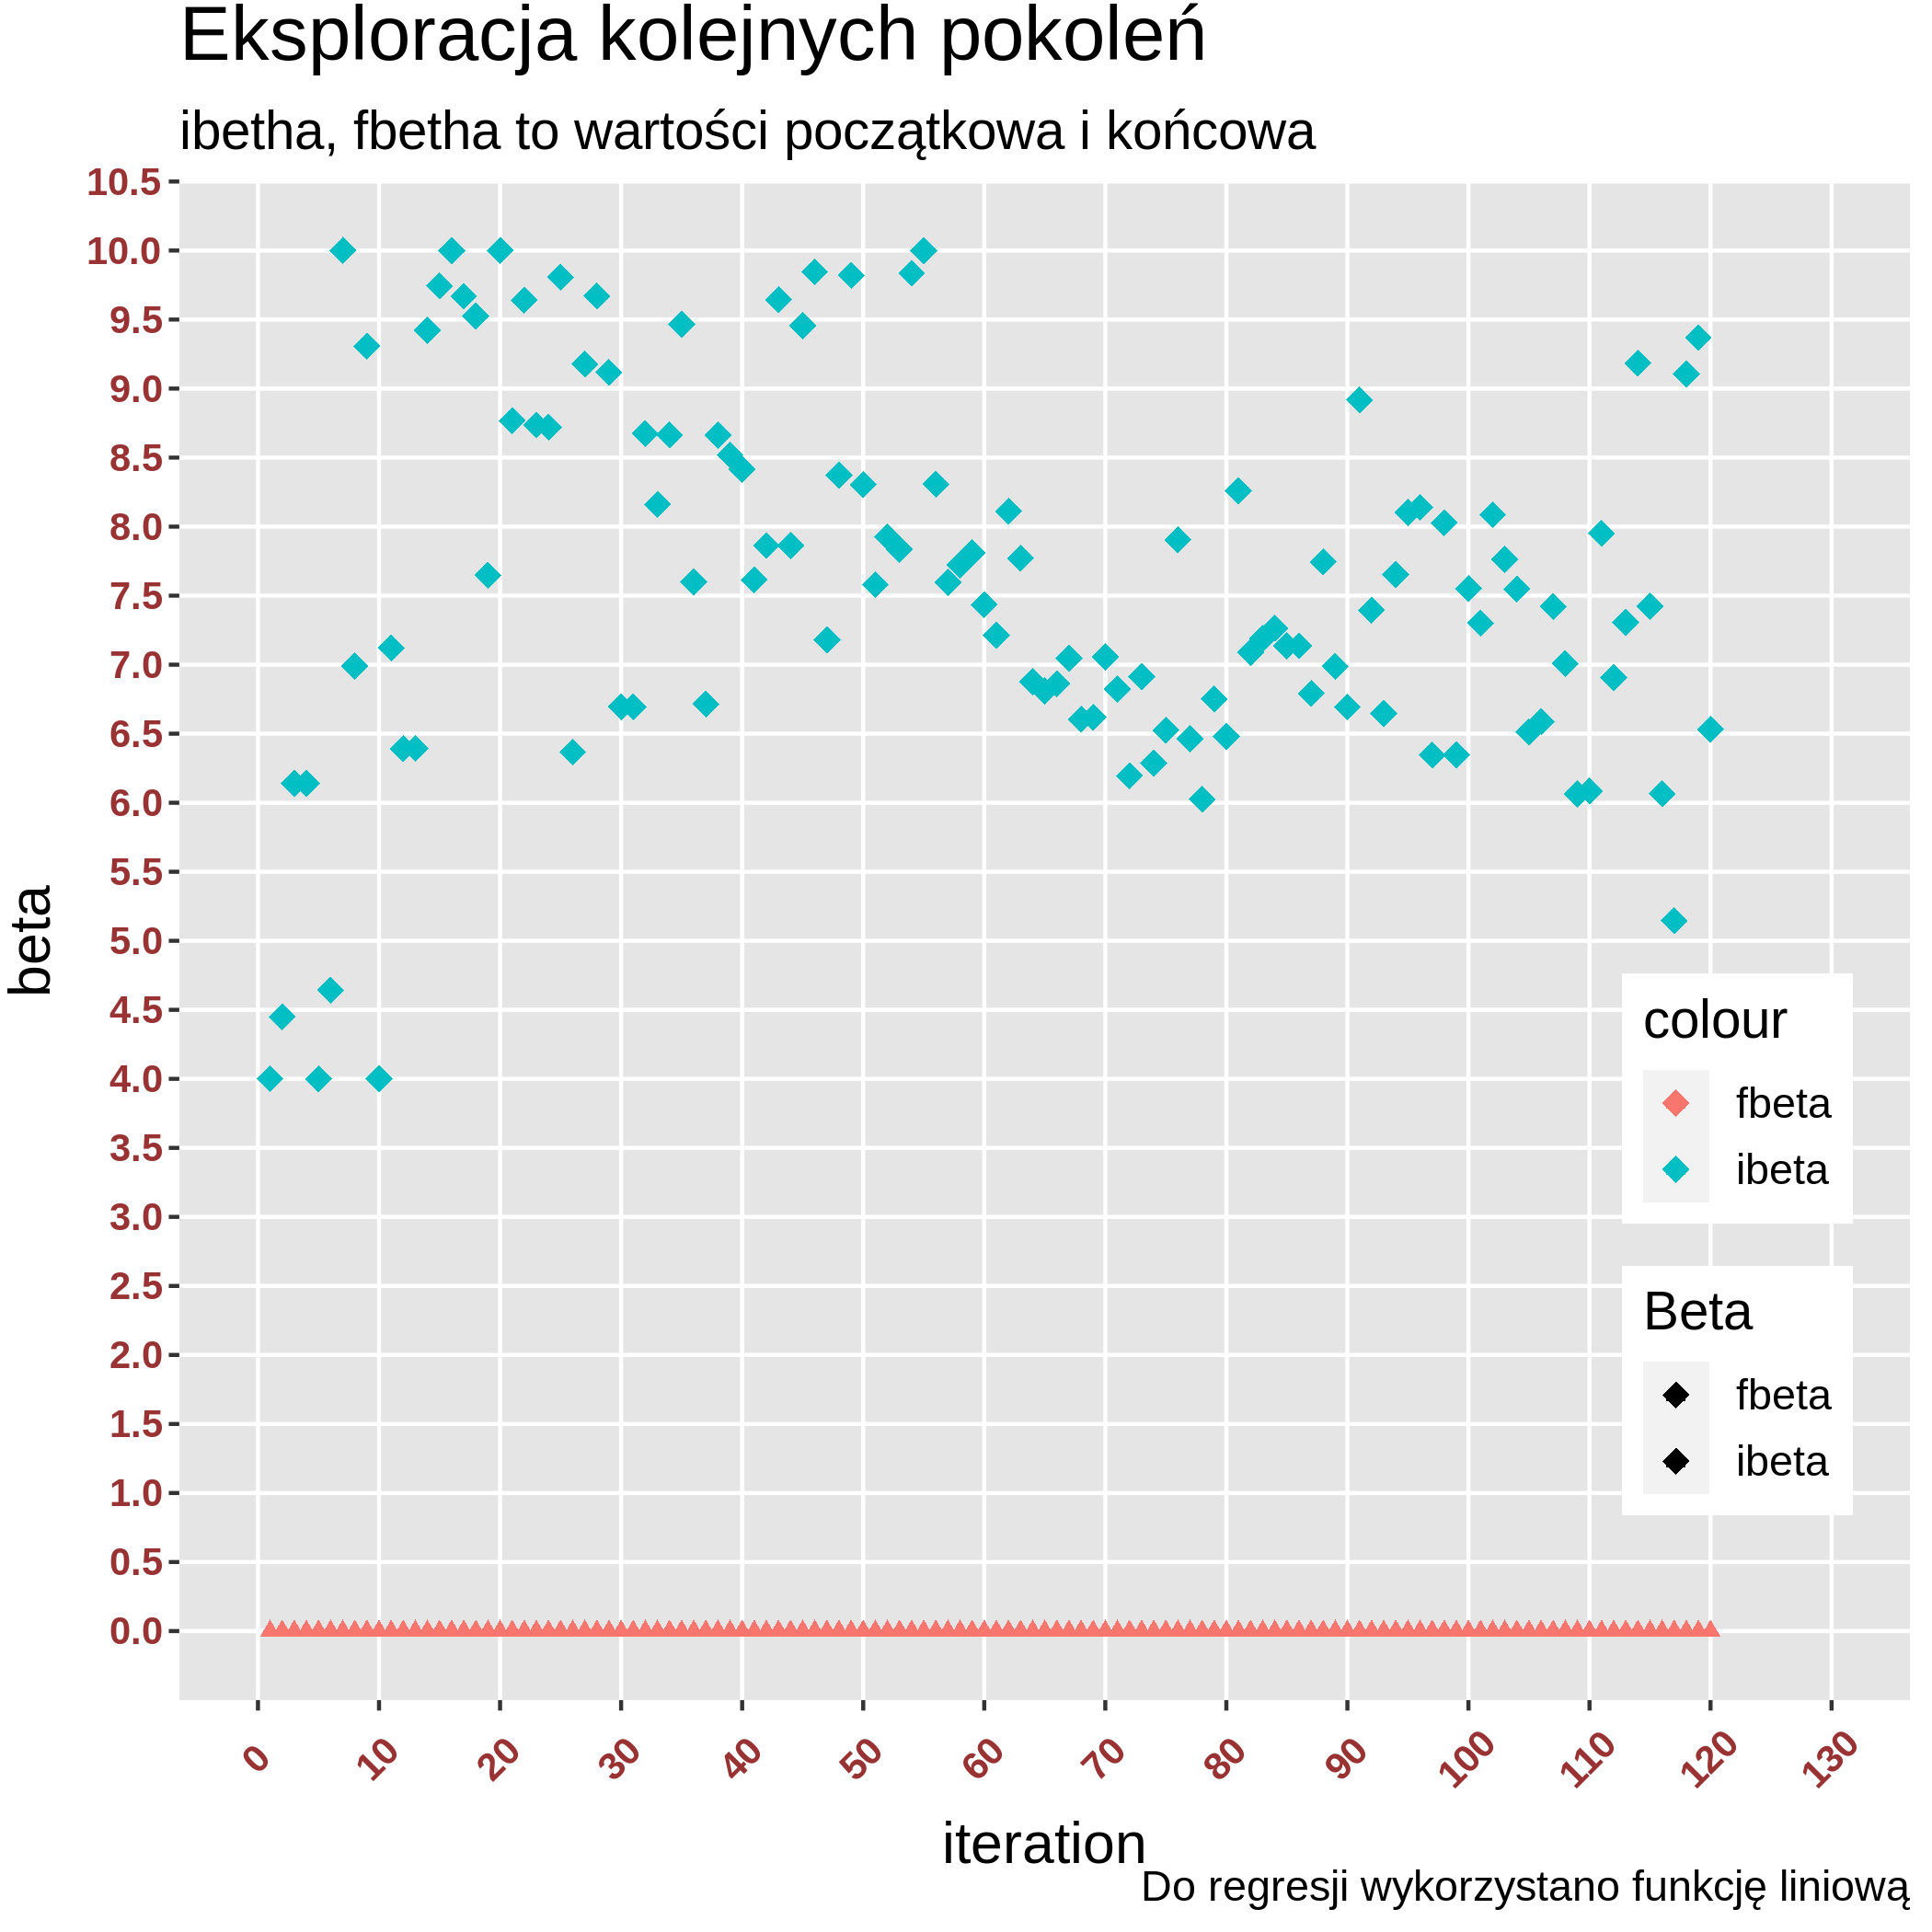 Eksploracja kolejnych pokoleń
ibetha, fbetha to wartości początkowa i końcowa
beta
10.5
10.0
9.5
9.0
8.5
8.0
7.5
7.0
6.5
6.0
5.5
5.0
4.5
4.0
3.5
3.0
2.5
2.0
1.5
1.0
0.5
0.0
colour
fbeta
ibeta
Beta
fbeta
ibeta
0 10 20 30 40 50 60 70 80 90 100 110 120 130
iteration
Do regresji wykorzystano funkcję liniową